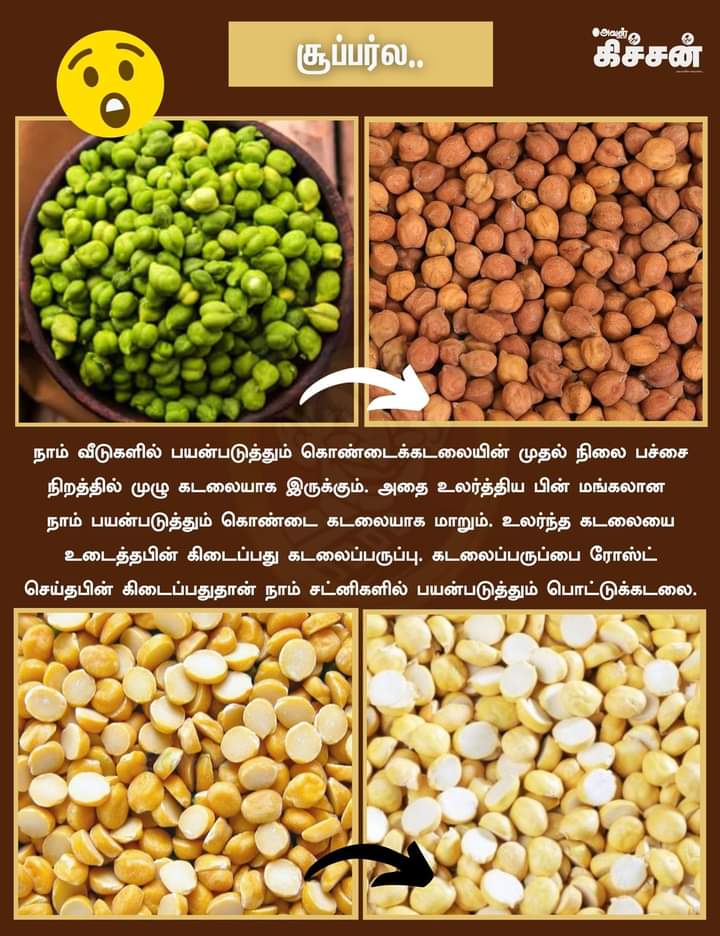 சூப்பர்ல..
அவள்
கிச்சன்
நாம் வீடுகளில் பயன்படுத்தும் கொண்டைக்கடலையின் முதல் நிலை பச்சை
நிறத்தில் முழு கடலையாக இருக்கும். அதை உலர்த்திய பின் மங்கலான
நாம் பயன்படுத்தும் கொண்டை கடலையாக மாறும். உலர்ந்த கடலையை
உடைத்தபின் கிடைப்பது கடலைப்பருப்பு. கடலைப்பருப்பை ரோஸ்ட்
செய்தபின் கிடைப்பதுதான் நாம் சட்னிகளில் பயன்படுத்தும் பொட்டுக்கடலை.